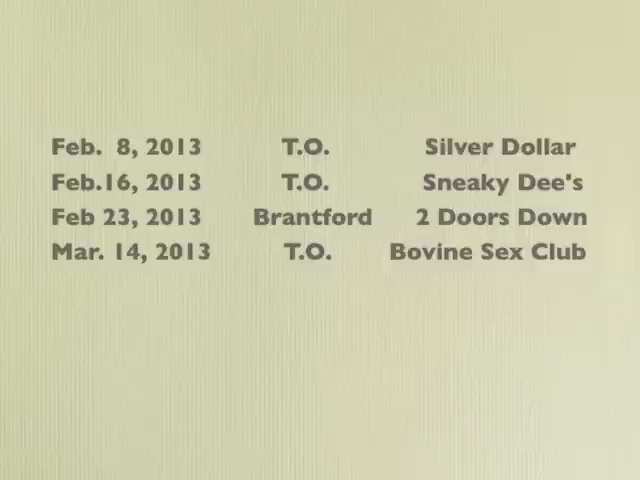 Feb.  8, 2013 T.O. Silver Dollar
Feb.16, 2013 T.O. Sneaky Dee's
Feb 23, 2013 Brantford 2 Doors Down
Mar. 14, 2013 T.O. Bovine Sex Club